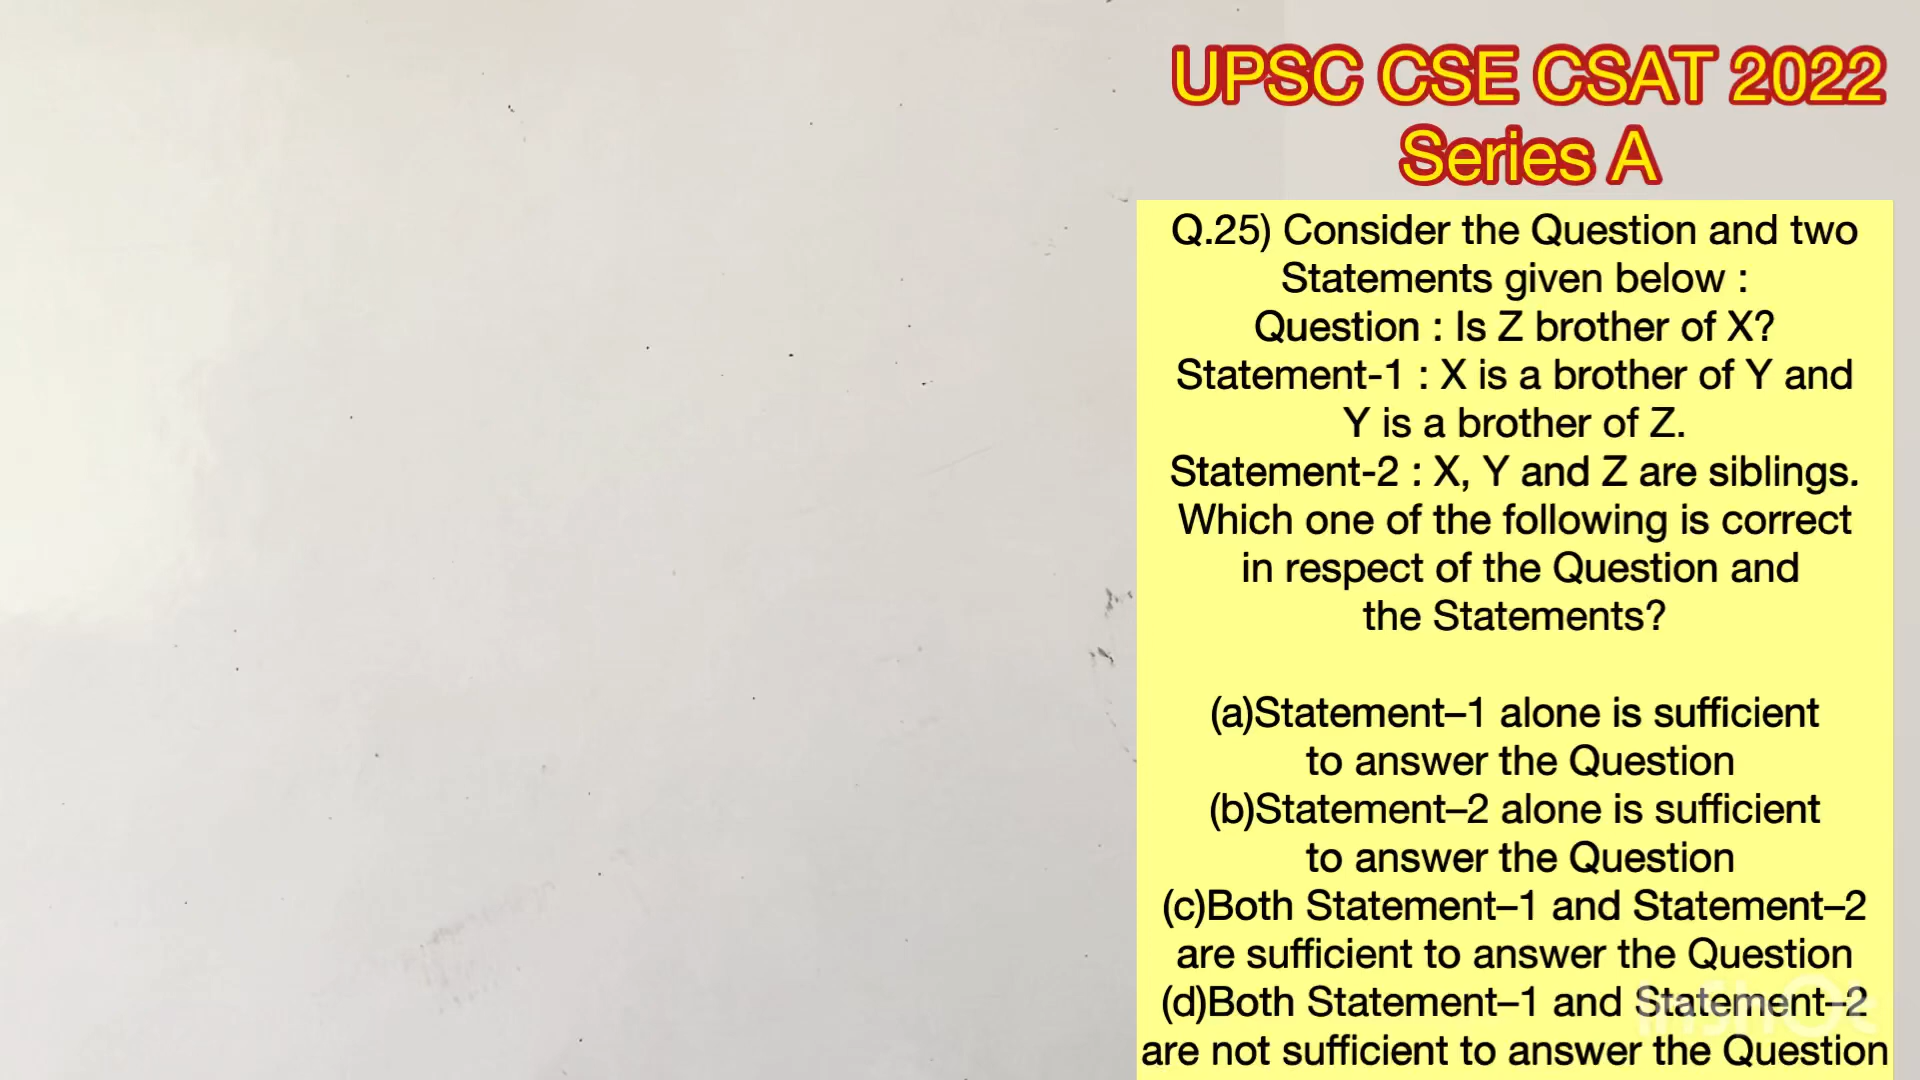 UPSC CSE CSAT 2022
Series A
Q.25) Consider the Question and two
Statements given below :
Question : Is Z brother of X?
Statement-1 : X is a brother of Y and
Y is a brother of Z.
Statement-2 : X, Y and Z are siblings.
Which one of the following is correct
in respect of the Question and
the Statements?
(a)Statement–1 alone is sufficient
to answer the Question
(b)Statement–2 alone is sufficient
to answer the Question
(c)Both Statement–1 and Statement–2
are sufficient to answer the Question
(d)Both Statement–1 and Statement–2
are not sufficient to answer the Question
InShOt